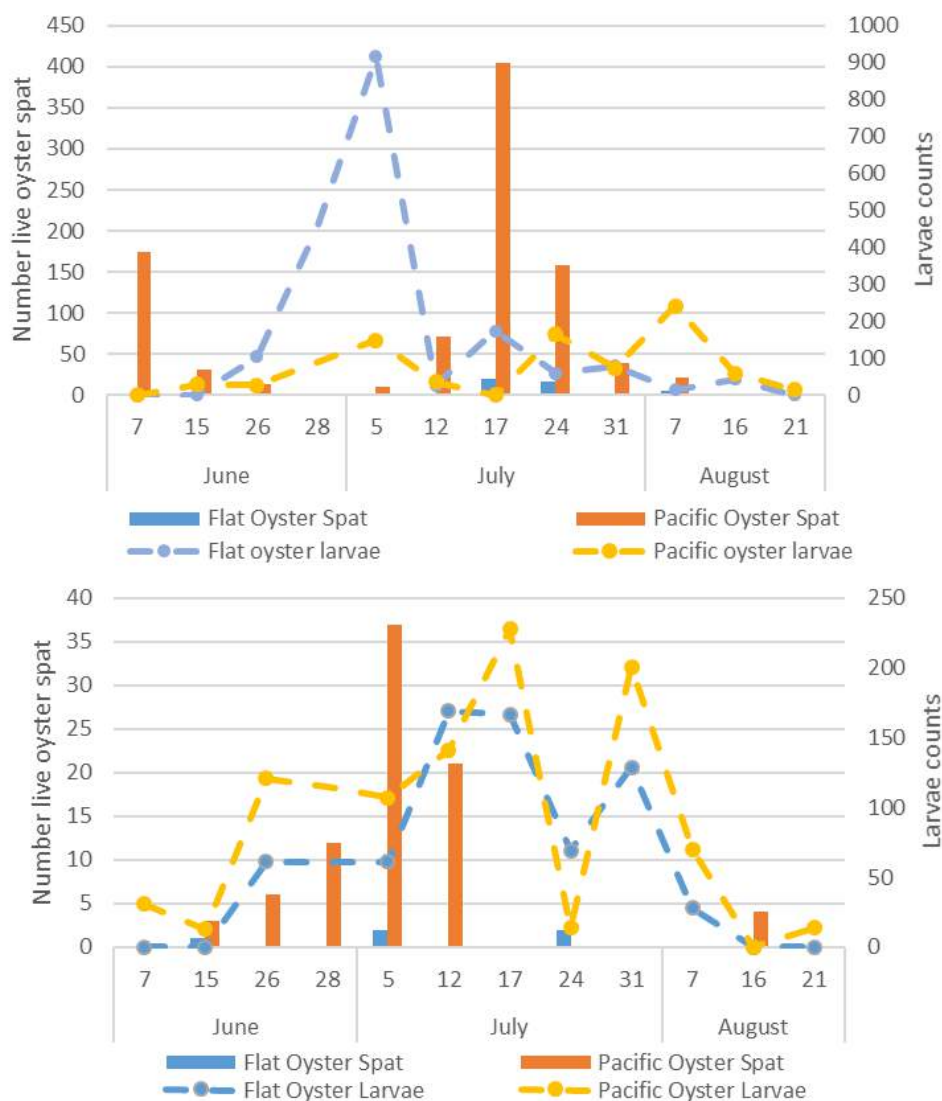 450 1000
400 900
350 800
300 700
250 600
200 500
150 400
100 300
50 200
0 100
0
Number live oyster spat
Larvae counts
7 15 26 28 5 12 17 24 31 7 16 21
June July August
Flat Oyster Spat Pacific Oyster Spat
Flat oyster larvae Pacific oyster larvae
40 250
35 200
30 150
25 100
20 50
15 0
10
5
0
Number live oyster spat
Larvae counts
7 15 26 28 5 12 17 24 31 7 16 21
June July August
Flat Oyster Spat Pacific Oyster Spat
Flat Oyster Larvae Pacific Oyster Larvae